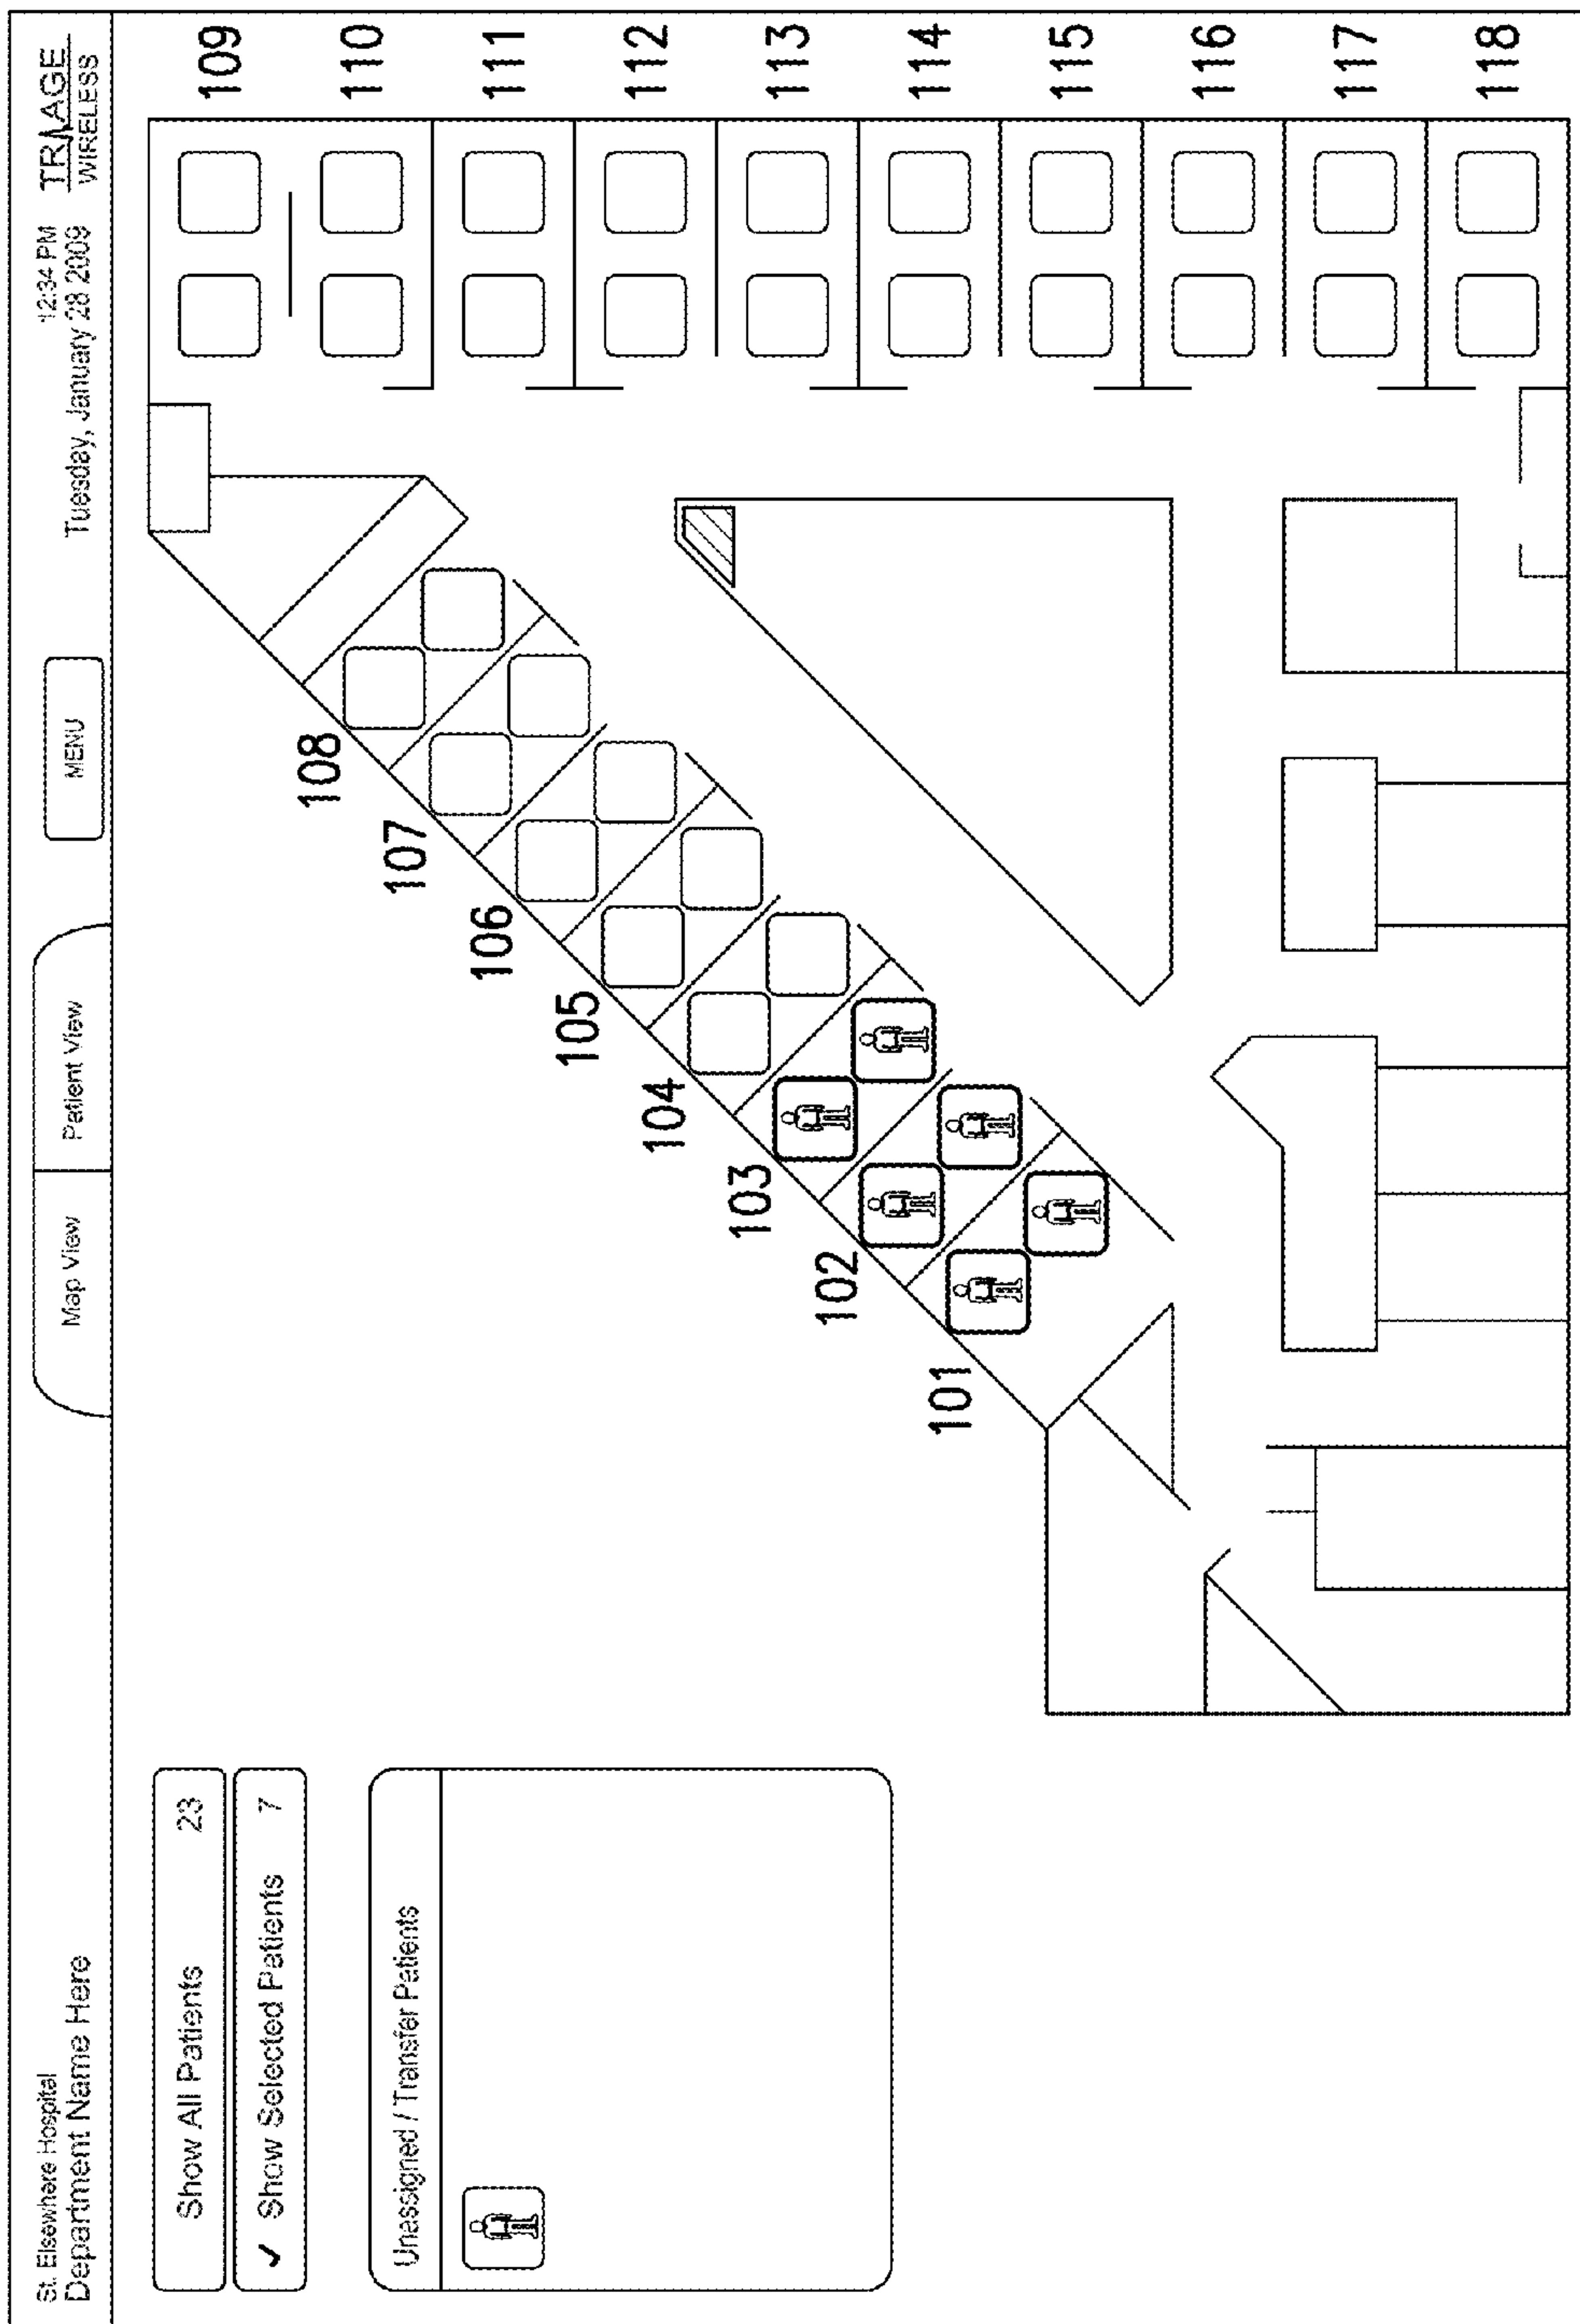 St. Elsewhere Hospital
Department Name Here
Map View
Patient View
MENU
12:34 PM
Tuesday, January 28 2009
TRIAGE
WIRELESS
Show All Patients 23
✓ Show Selected Patients 7
Unassigned / Transfer Patients
101
102
103
104
105
106
107
108
109
110
111
112
113
114
115
116
117
118